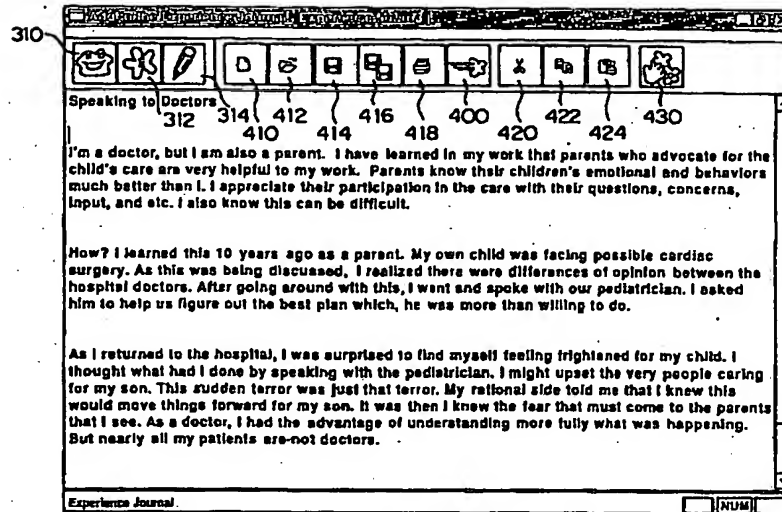 310
Speaking to Doctors
312 314 410 412 414 416 418 400 420 422 424 430
I'm a doctor, but I am also a parent. I have learned in my work that parents who advocate for the
child's care are very helpful to my work. Parents know their children's emotional and behaviors
much better than I. I appreciate their participation in the care with their questions, concerns,
input, and etc. I also know this can be difficult.
How? I learned this 10 years ago as a parent. My own child was facing possible cardiac
surgery. As this was being discussed, I realized there were differences of opinion between the
hospital doctors. After going around with this, I went and spoke with our pediatrician. I asked
him to help us figure out the best plan which, he was more than willing to do.
As I returned to the hospital, I was surprised to find myself feeling frightened for my child. I
thought what had I done by speaking with the pediatrician. I might upset the very people caring
for my son. This sudden terror was just that terror. My rational side told me that I knew this
would move things forward for my son. It was then I knew the fear that must come to the parents
that I see. As a doctor, I had the advantage of understanding more fully what was happening.
But nearly all my patients are-not doctors.
Experience Journal
NUM